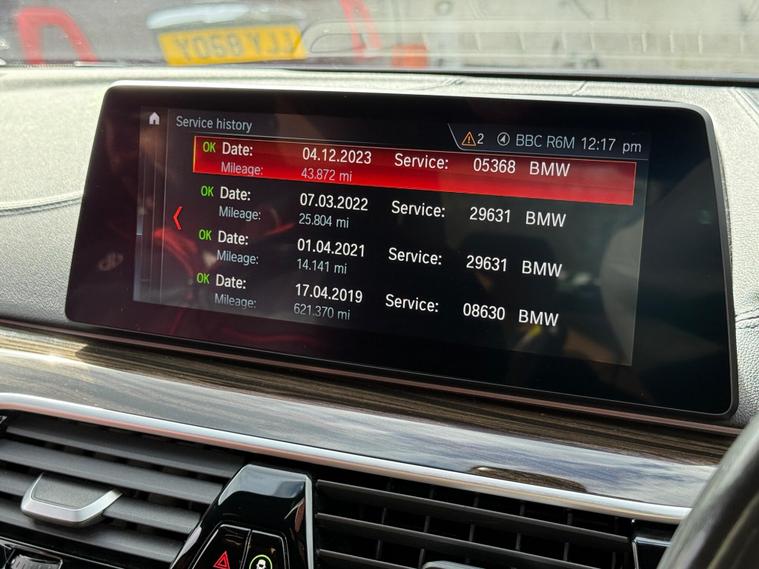 YO69 YJJ
Service history
2 BBC R6M 12:17 pm
OK Date: 04.12.2023 Service: 05368 BMW
Mileage: 43.872 mi
OK Date: 07.03.2022 Service: 29631 BMW
Mileage: 25.804 mi
OK Date: 01.04.2021 Service: 29631 BMW
Mileage: 14.141 mi
OK Date: 17.04.2019 Service: 08630 BMW
Mileage: 621.370 mi